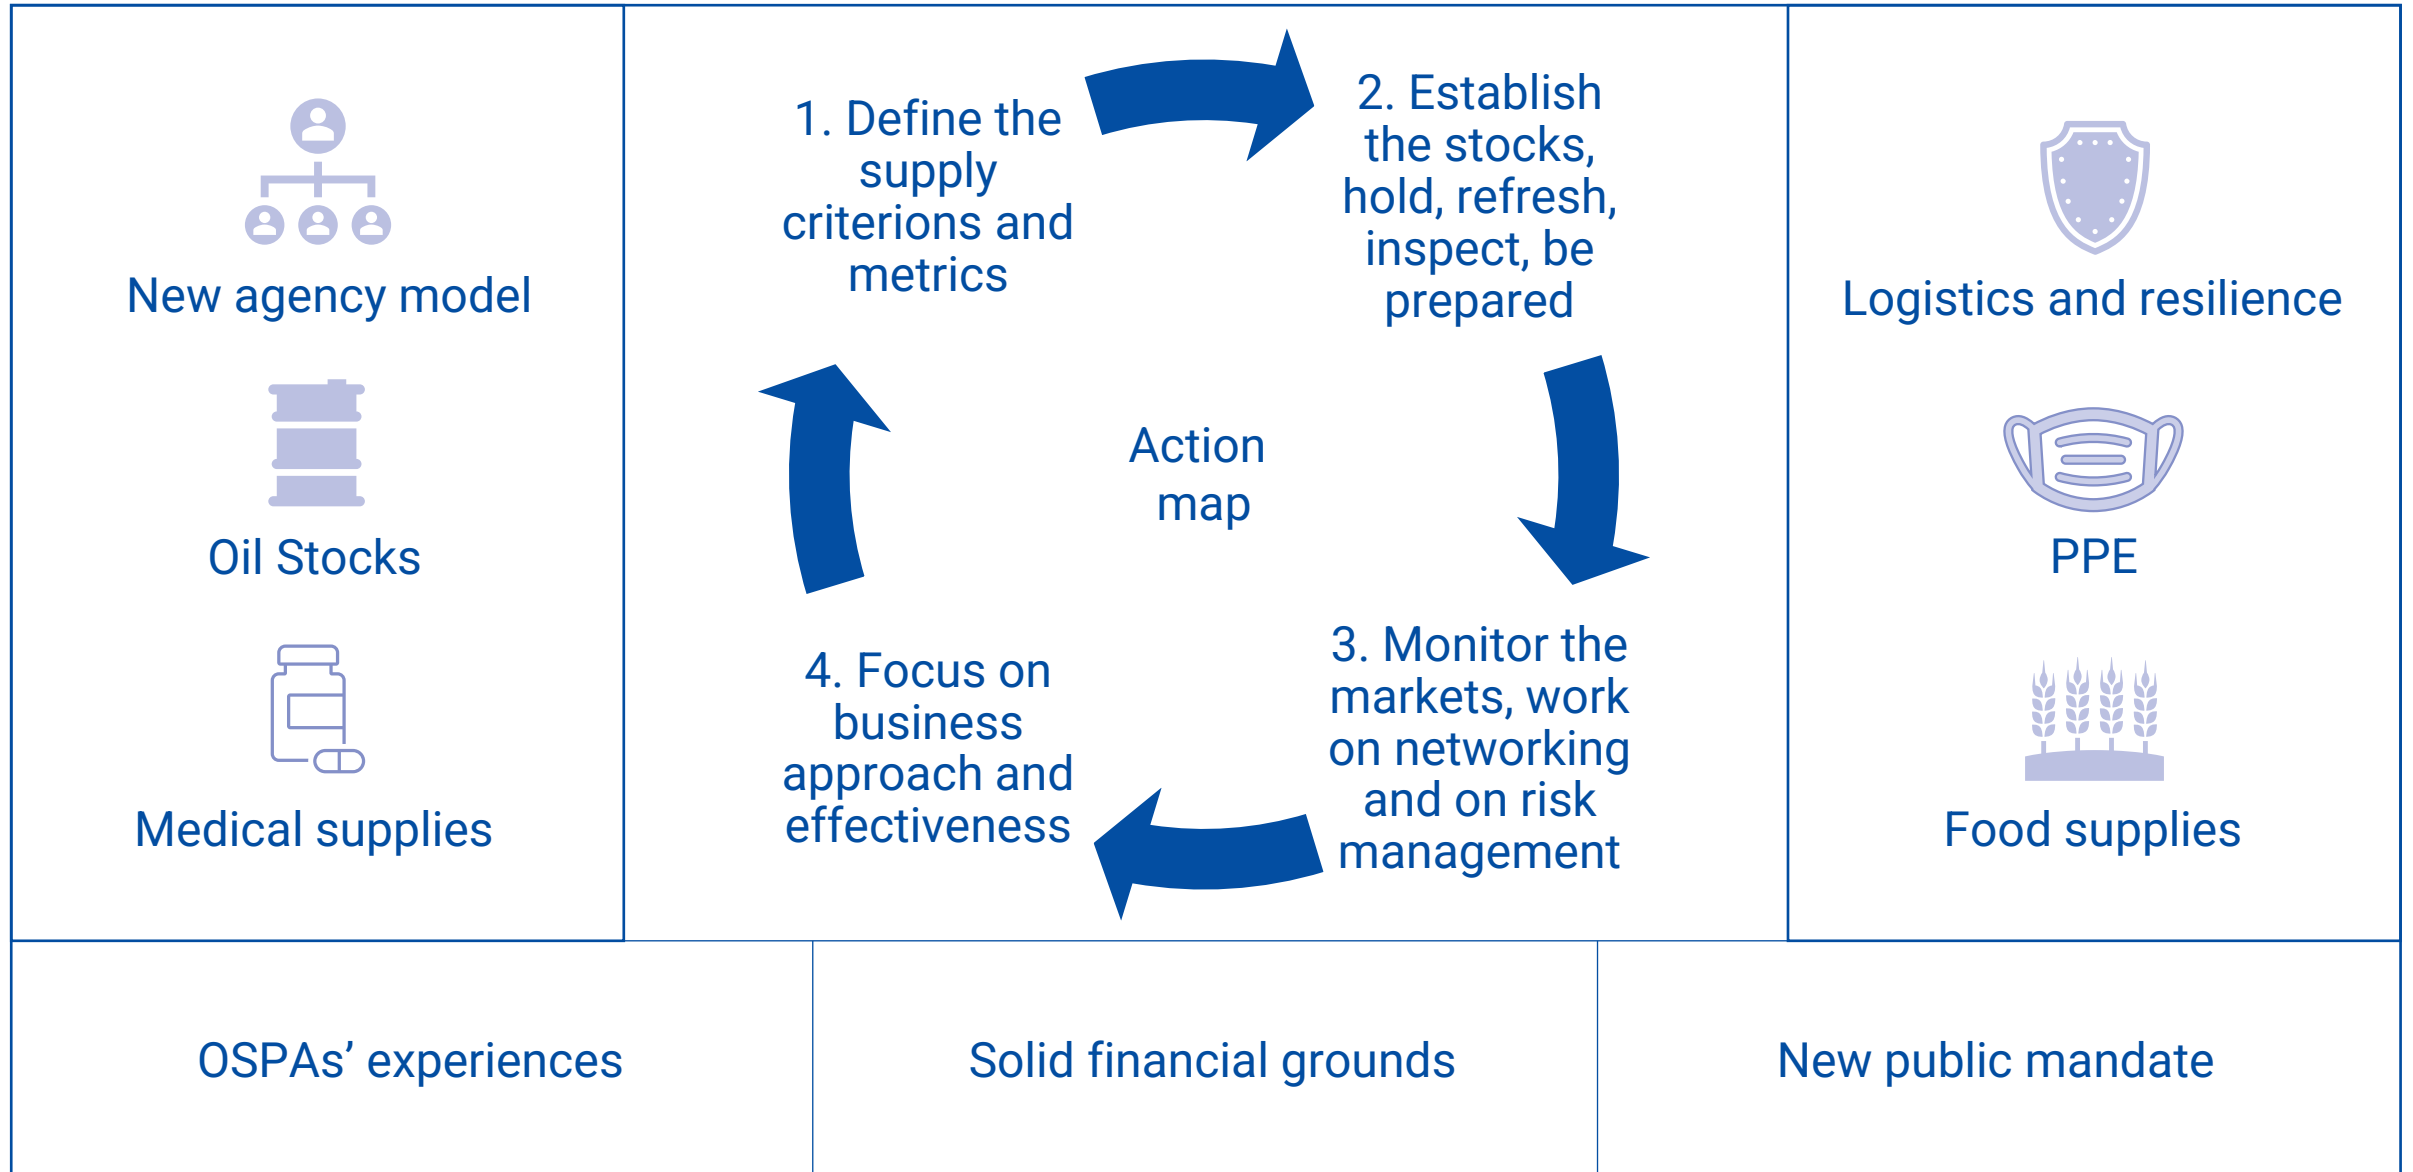 New agency model
Oil Stocks
Medical supplies
1. Define the
supply
criterions and
metrics
2. Establish
the stocks,
hold, refresh,
inspect, be
prepared
Action
map
3. Monitor the
markets, work
on networking
and on risk
management
4. Focus on
business
approach and
effectiveness
Logistics and resilience
PPE
Food supplies
OSPAs’ experiences
Solid financial grounds
New public mandate